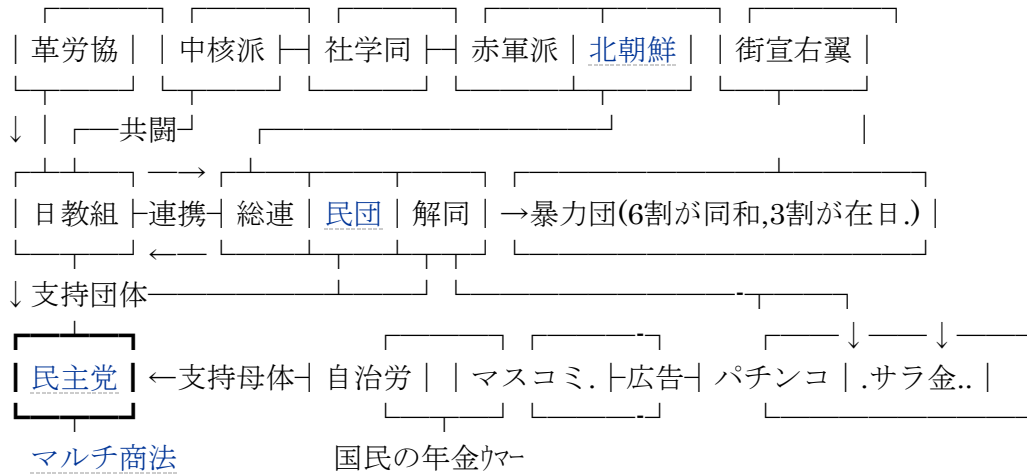 革労協 中核派 社学同 赤軍派 北朝鮮 街宣右翼
↓ 共闘
→
日教組 連携 総連 民団 解同 →暴力団(6割が同和,3割が在日.)
←
↓ 支持団体
↓ ↓
民主党 ←支持母体 自治労 マスコミ. 広告 パチンコ .サラ金..
マルチ商法 国民の年金ウマー